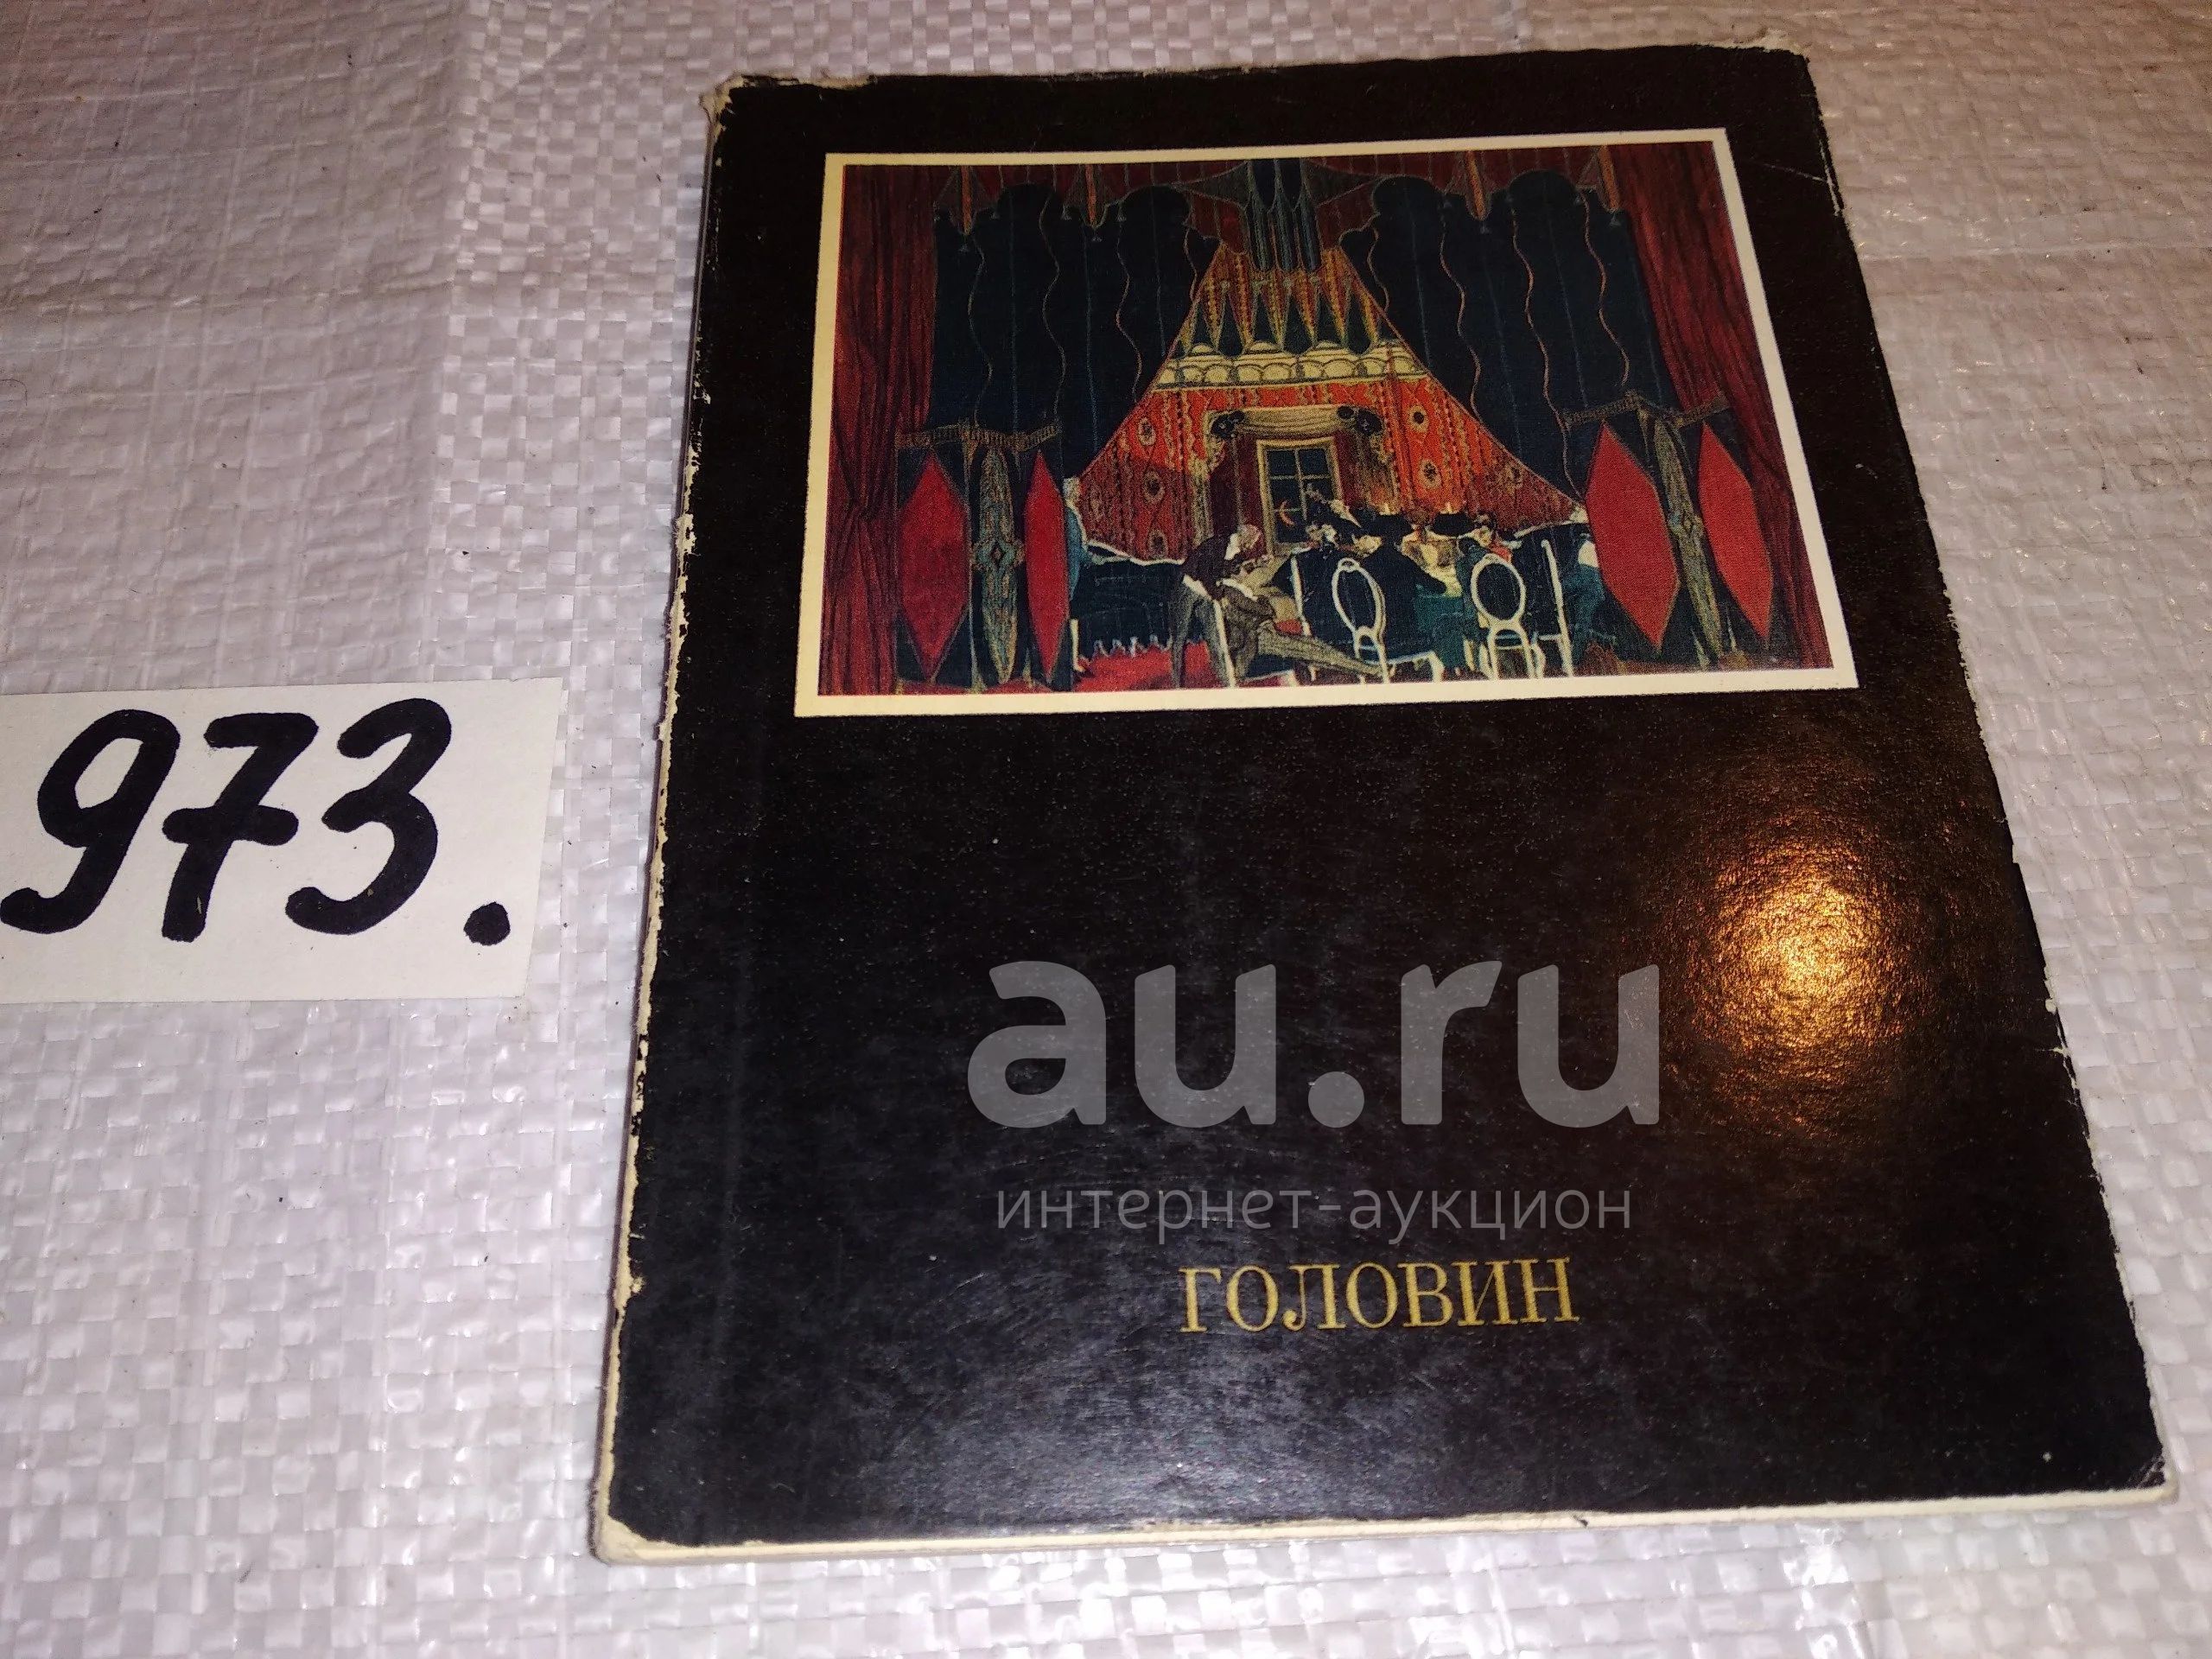 973.
au.ru
интернет-аукцион
ГОЛОВИН